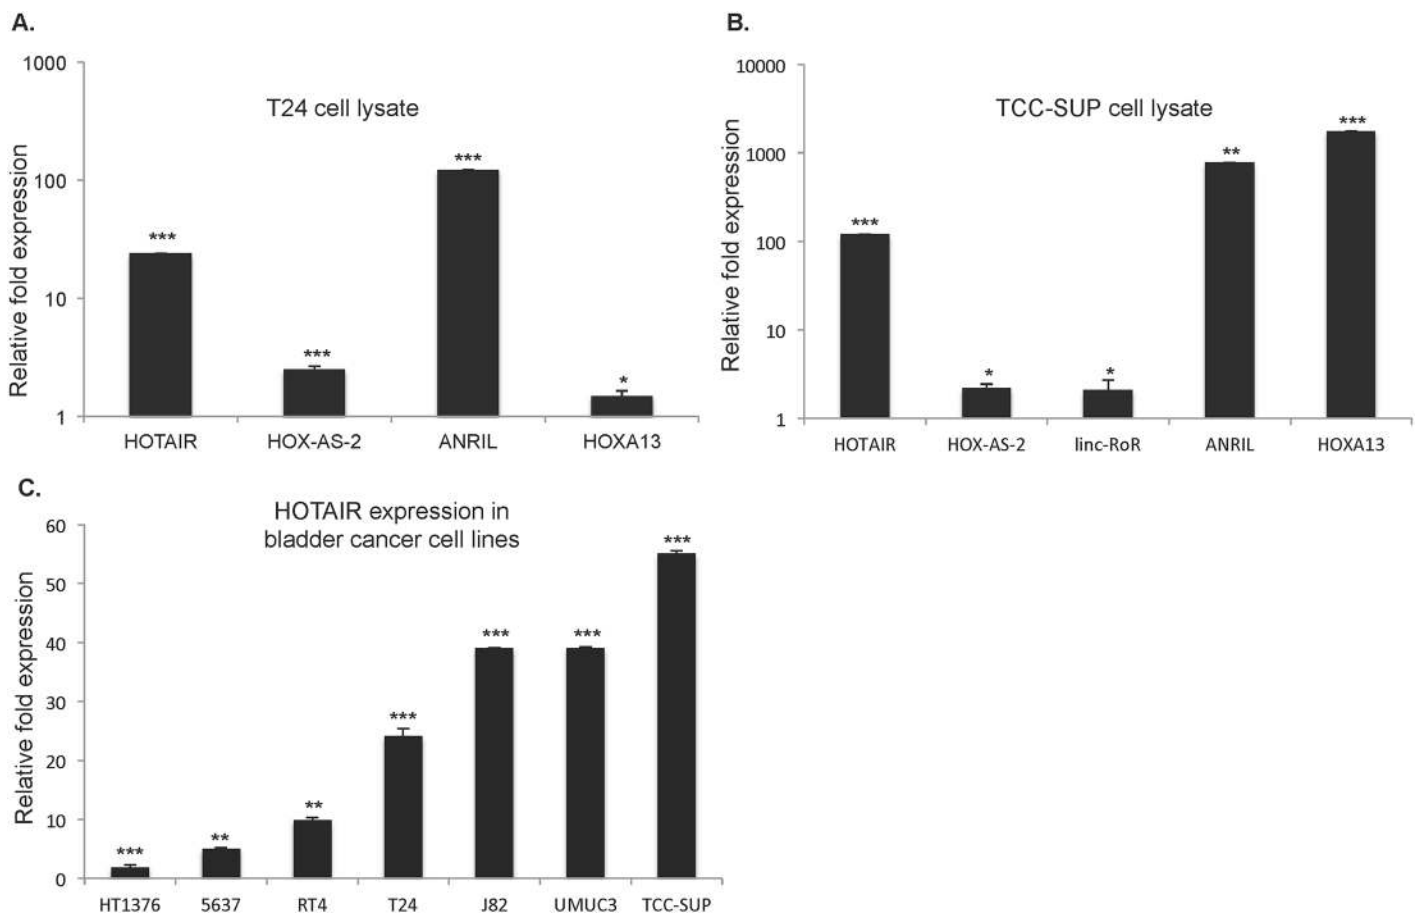 A.
T24 cell lysate
Relative fold expression
1000
100
10
1
***
***
***
*
HOTAIR HOX-AS-2 ANRIL HOXA13
B.
TCC-SUP cell lysate
Relative fold expression
10000
1000
100
10
1
***
*
*
**
***
HOTAIR HOX-AS-2 linc-RoR ANRIL HOXA13
C.
HOTAIR expression in
bladder cancer cell lines
Relative fold expression
60
50
40
30
20
10
0
***
**
**
***
***
***
***
HT1376 5637 RT4 T24 J82 UMUC3 TCC-SUP